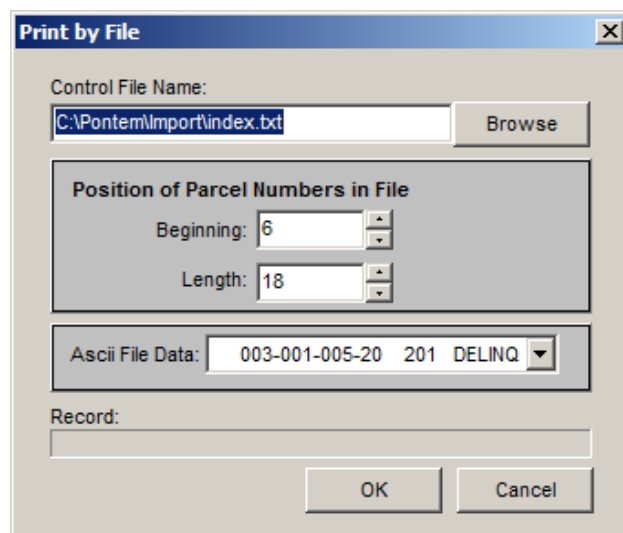 Print by File
Control File Name:
C:\Pontem\Import\index.txt Browse
Position of Parcel Numbers in File
Beginning: 6
Length: 18
Ascii File Data: 003-001-005-20 201 DELINQ
Record:
OK Cancel